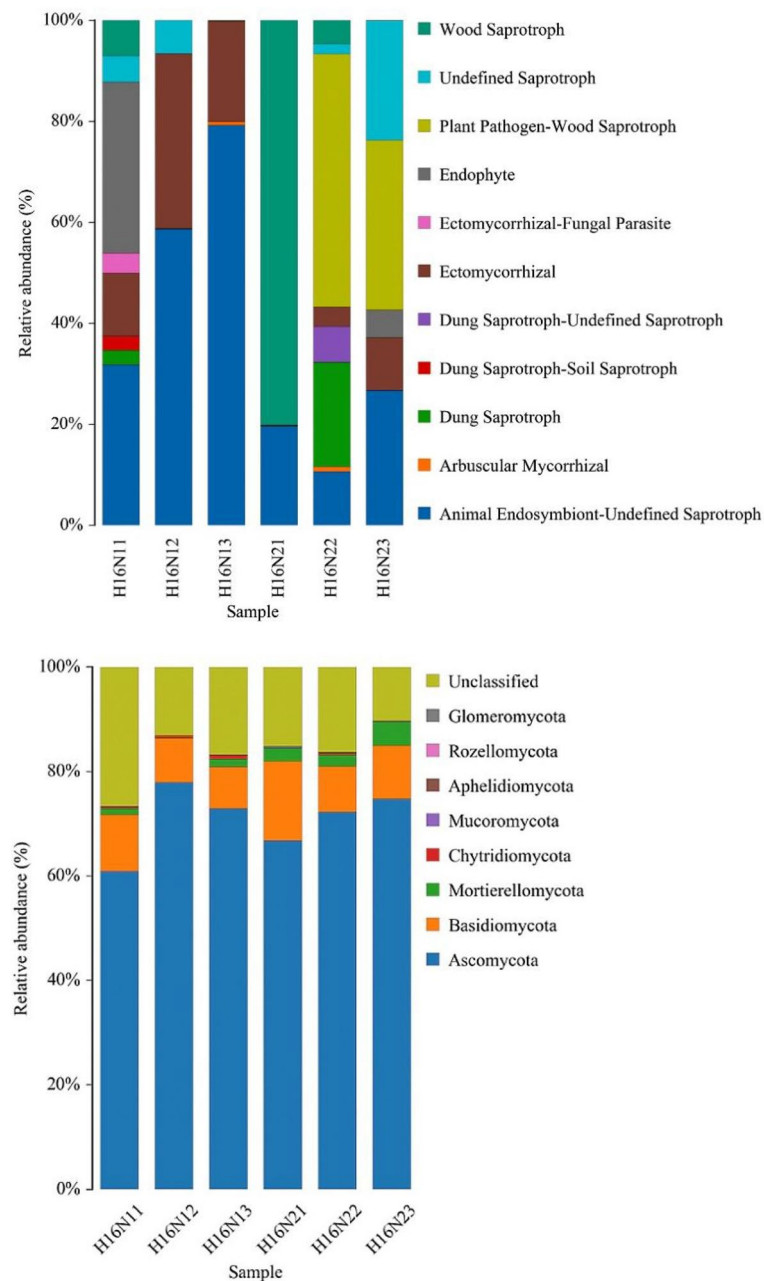 100%
80%
60%
40%
20%
0%
Relative abundance (%)
H16N11
H16N12
H16N13
H16N21
H16N22
H16N23
Sample
Wood Saprotroph
Undefined Saprotroph
Plant Pathogen-Wood Saprotroph
Endophyte
Ectomycorrhizal-Fungal Parasite
Ectomycorrhizal
Dung Saprotroph-Undefined Saprotroph
Dung Saprotroph-Soil Saprotroph
Dung Saprotroph
Arbuscular Mycorrhizal
Animal Endosymbiont-Undefined Saprotroph
100%
80%
60%
40%
20%
0%
Relative abundance (%)
H16N11
H16N12
H16N13
H16N21
H16N22
H16N23
Sample
Unclassified
Glomeromycota
Rozellomycota
Aphelidiomycota
Mucoromycota
Chytridiomycota
Mortierellomycota
Basidiomycota
Ascomycota